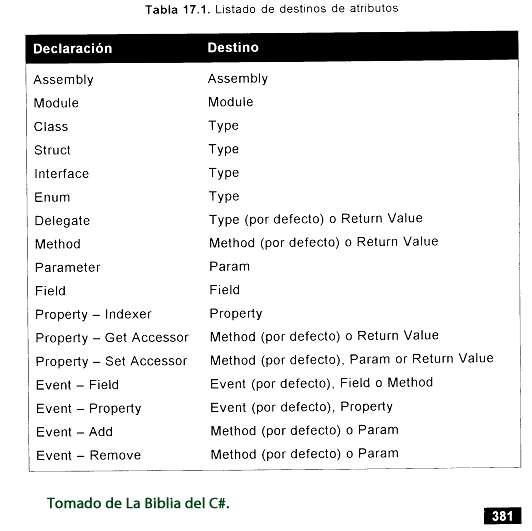 Tabla 17.1. Listado de destinos de atributos
Declaración Destino
Assembly Assembly
Module Module
Class Type
Struct Type
Interface Type
Enum Type
Delegate Type (por defecto) o Return Value
Method Method (por defecto) o Return Value
Parameter Param
Field Field
Property – Indexer Property
Property – Get Accessor Method (por defecto) o Return Value
Property – Set Accessor Method (por defecto), Param or Return Value
Event – Field Event (por defecto), Field o Method
Event – Property Event (por defecto), Property
Event – Add Method (por defecto) o Param
Event – Remove Method (por defecto) o Param
Tomado de La Biblia del C#.
381